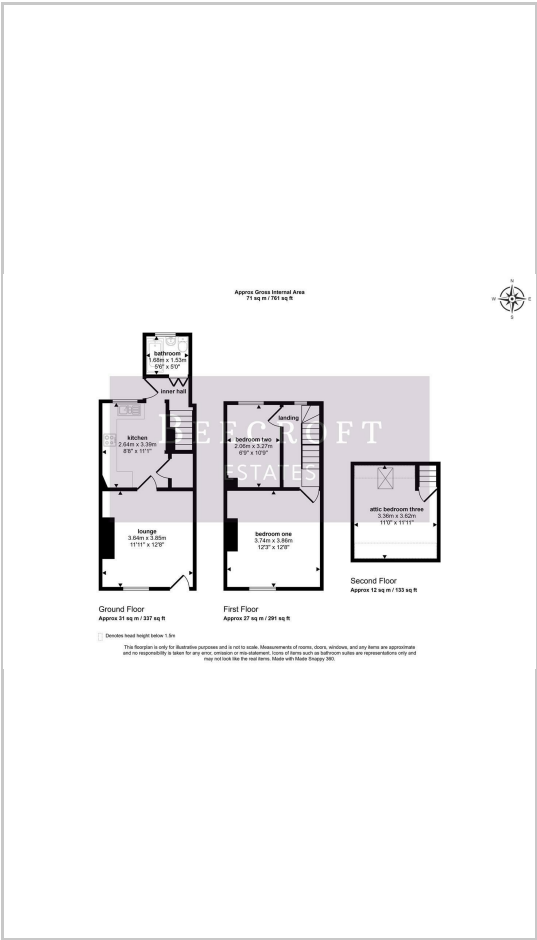 Approx Gross Internal Area
71 sq m / 761 sq ft
N
W
E
S
bathroom
1.68m x 1.53m
5'6" x 5'0"
inner hall
kitchen
2.64m x 3.39m
8'8" x 11'1"
landing
bedroom two
2.06m x 3.27m
6'9" x 10'9"
BEECROFT
ESTATES
lounge
3.64m x 3.85m
11'11" x 12'8"
bedroom one
3.74m x 3.86m
12'3" x 12'8"
attic bedroom three
3.36m x 3.62m
11'0" x 11'11"
Second Floor
Approx 12 sq m / 133 sq ft
Ground Floor
Approx 31 sq m / 337 sq ft
First Floor
Approx 27 sq m / 291 sq ft
Denotes head height below 1.5m
This floorplan is only for illustrative purposes and is not to scale. Measurements of rooms, doors, windows, and any items are approximate
and no responsibility is taken for any error, omission or mis-statement. Icons of items such as bathroom suites are representations only and
may not look like the real items. Made with Made Snappy 360.